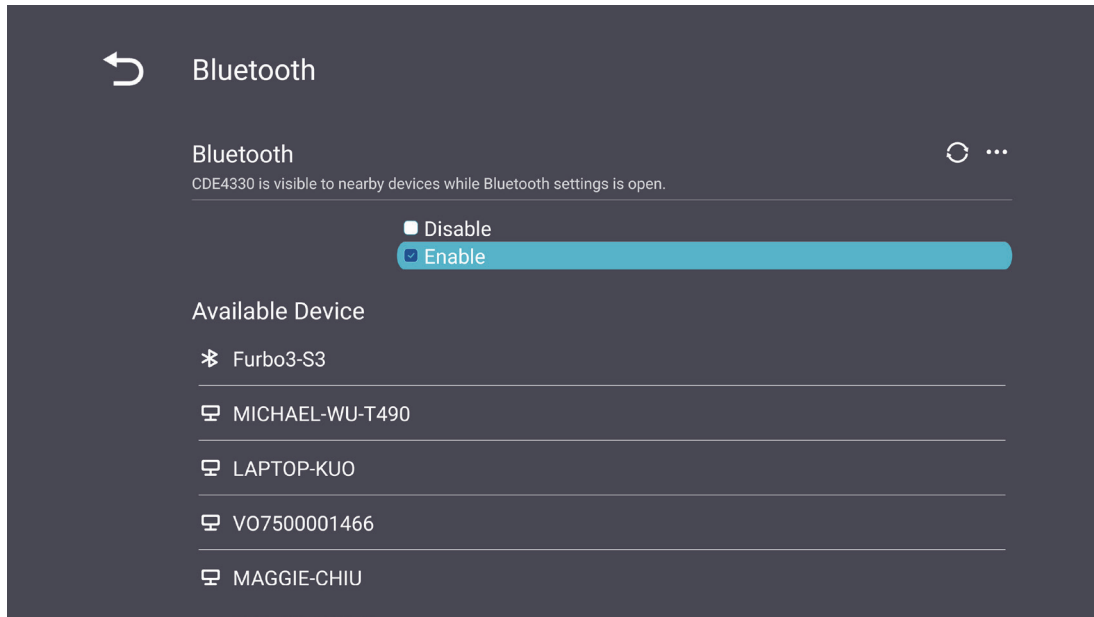 Bluetooth
Bluetooth
CDE4330 is visible to nearby devices while Bluetooth settings is open.
Disable
Enable
Available Device
Furbo3-S3
MICHAEL-WU-T490
LAPTOP-KUO
VO7500001466
MAGGIE-CHIU